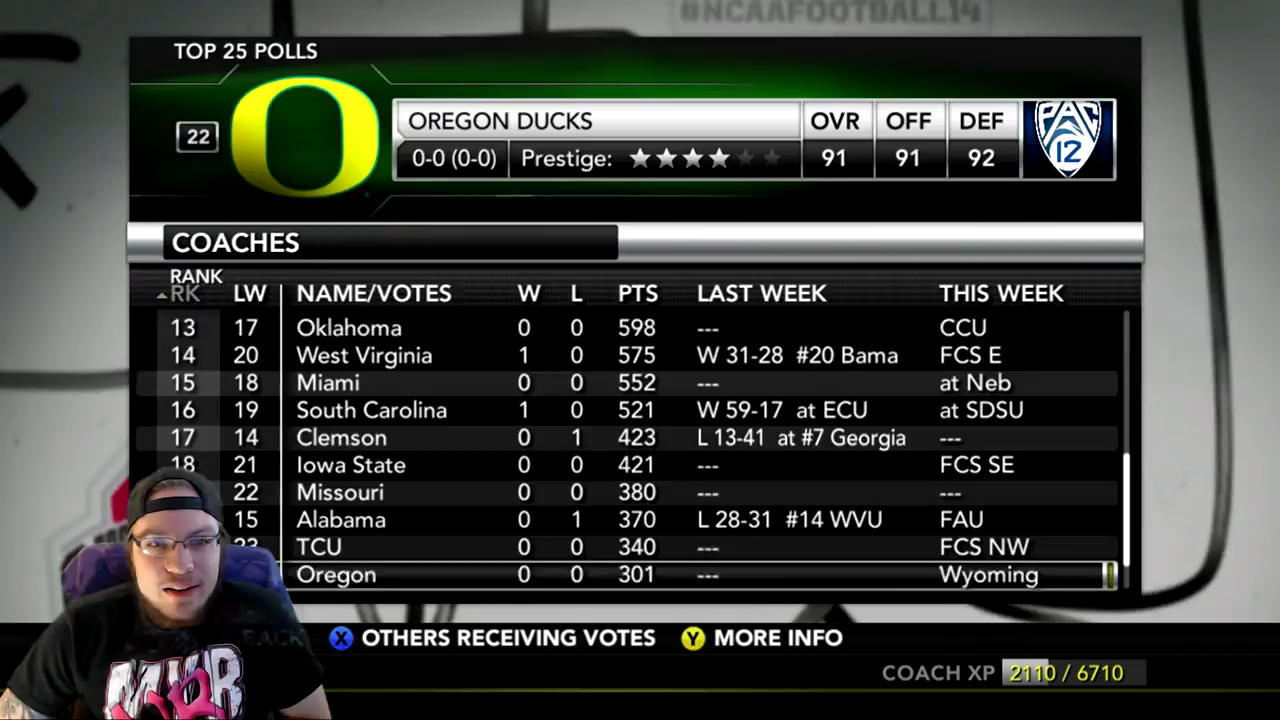 #NCAAFOOTBALL14
TOP 25 POLLS
22
OREGON DUCKS OVR OFF DEF
0-0 (0-0) Prestige: 91 91 92
PAC
12
COACHES
RANK
RK LW NAME/VOTES W L PTS LAST WEEK THIS WEEK
13 17 Oklahoma 0 0 598 --- CCU
14 20 West Virginia 1 0 575 W 31-28 #20 Bama FCS E
15 18 Miami 0 0 552 --- at Neb
16 19 South Carolina 1 0 521 W 59-17 at ECU at SDSU
17 14 Clemson 0 1 423 L 13-41 at #7 Georgia ---
18 21 Iowa State 0 0 421 --- FCS SE
22 Missouri 0 0 380 --- ---
15 Alabama 0 1 370 L 28-31 #14 WVU FAU
23 TCU 0 0 340 --- FCS NW
Oregon 0 0 301 --- Wyoming
BACK X OTHERS RECEIVING VOTES Y MORE INFO
COACH XP 2110 / 6710